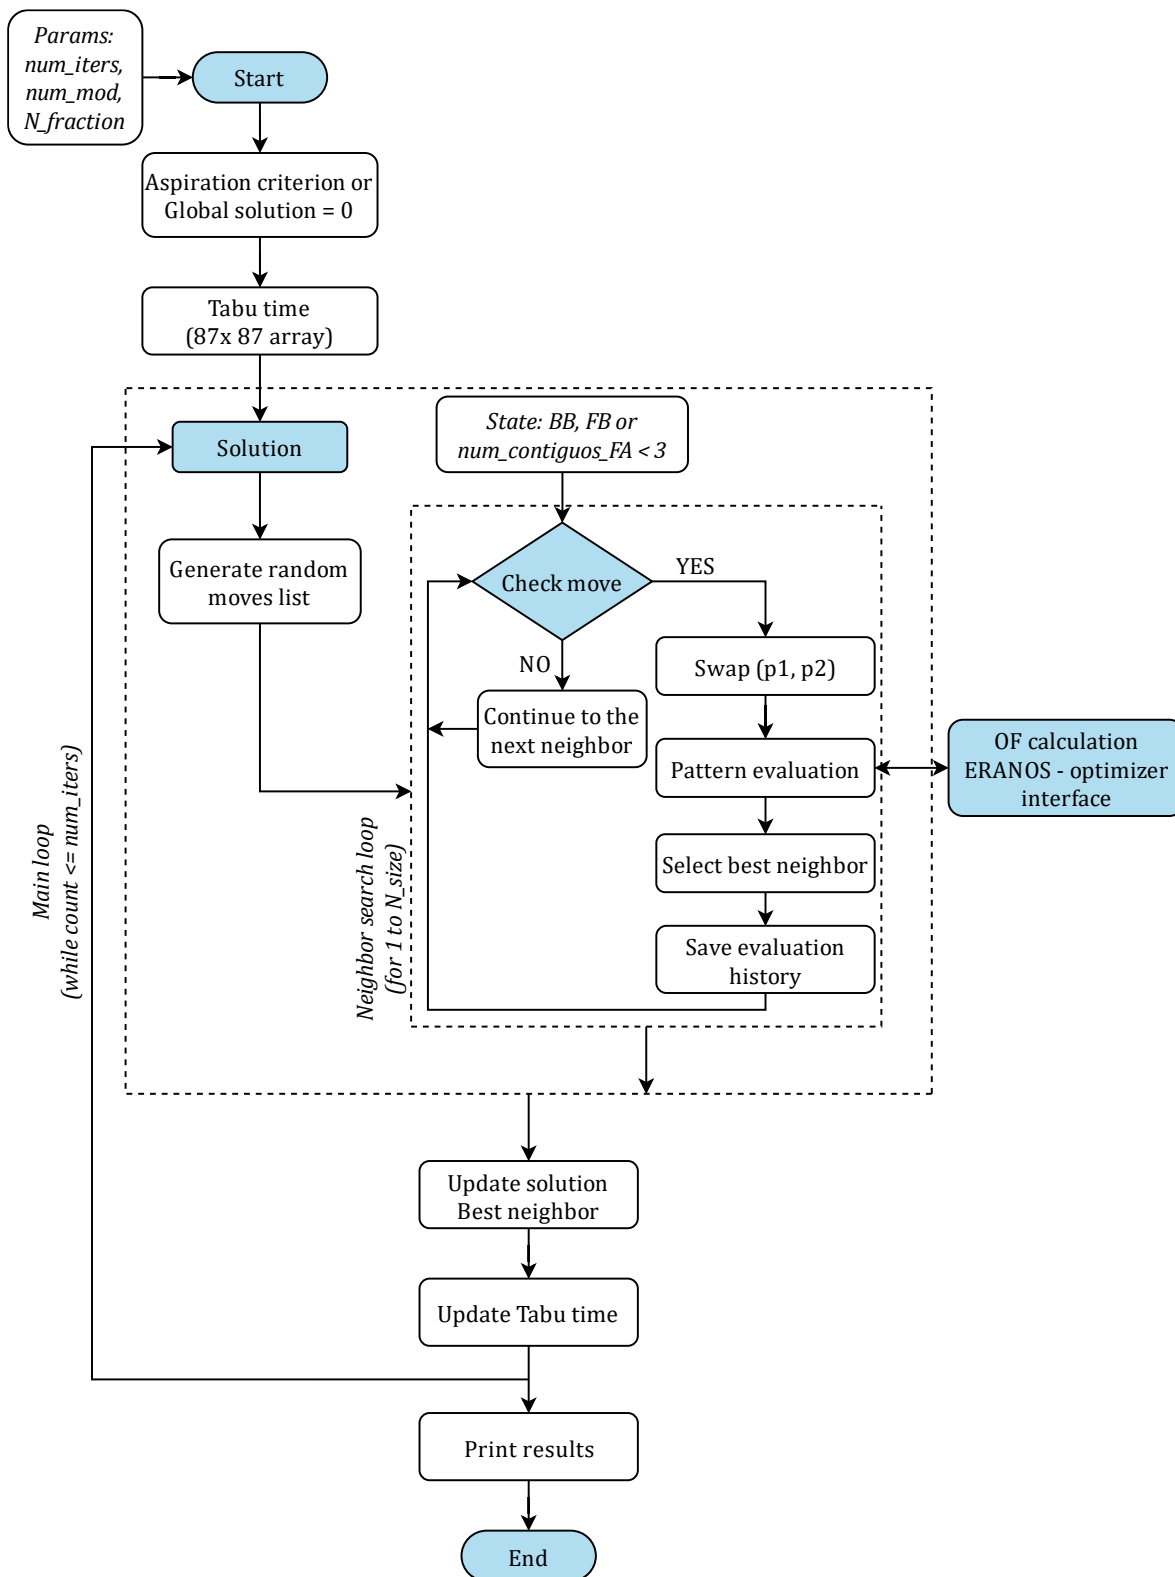 Params:
num_iters,
num_mod,
N_fraction
Start
Aspiration criterion or
Global solution = 0
Tabu time
(87x 87 array)
Solution
State: BB, FB or
num_contiguos_FA < 3
Generate random
moves list
Check move
YES
NO
Swap (p1, p2)
Continue to the
next neighbor
Pattern evaluation
OF calculation
ERANOS - optimizer
interface
Select best neighbor
Save evaluation
history
Main loop
(while count <= num_iters)
Neighbor search loop
(for 1 to N_size)
Update solution
Best neighbor
Update Tabu time
Print results
End